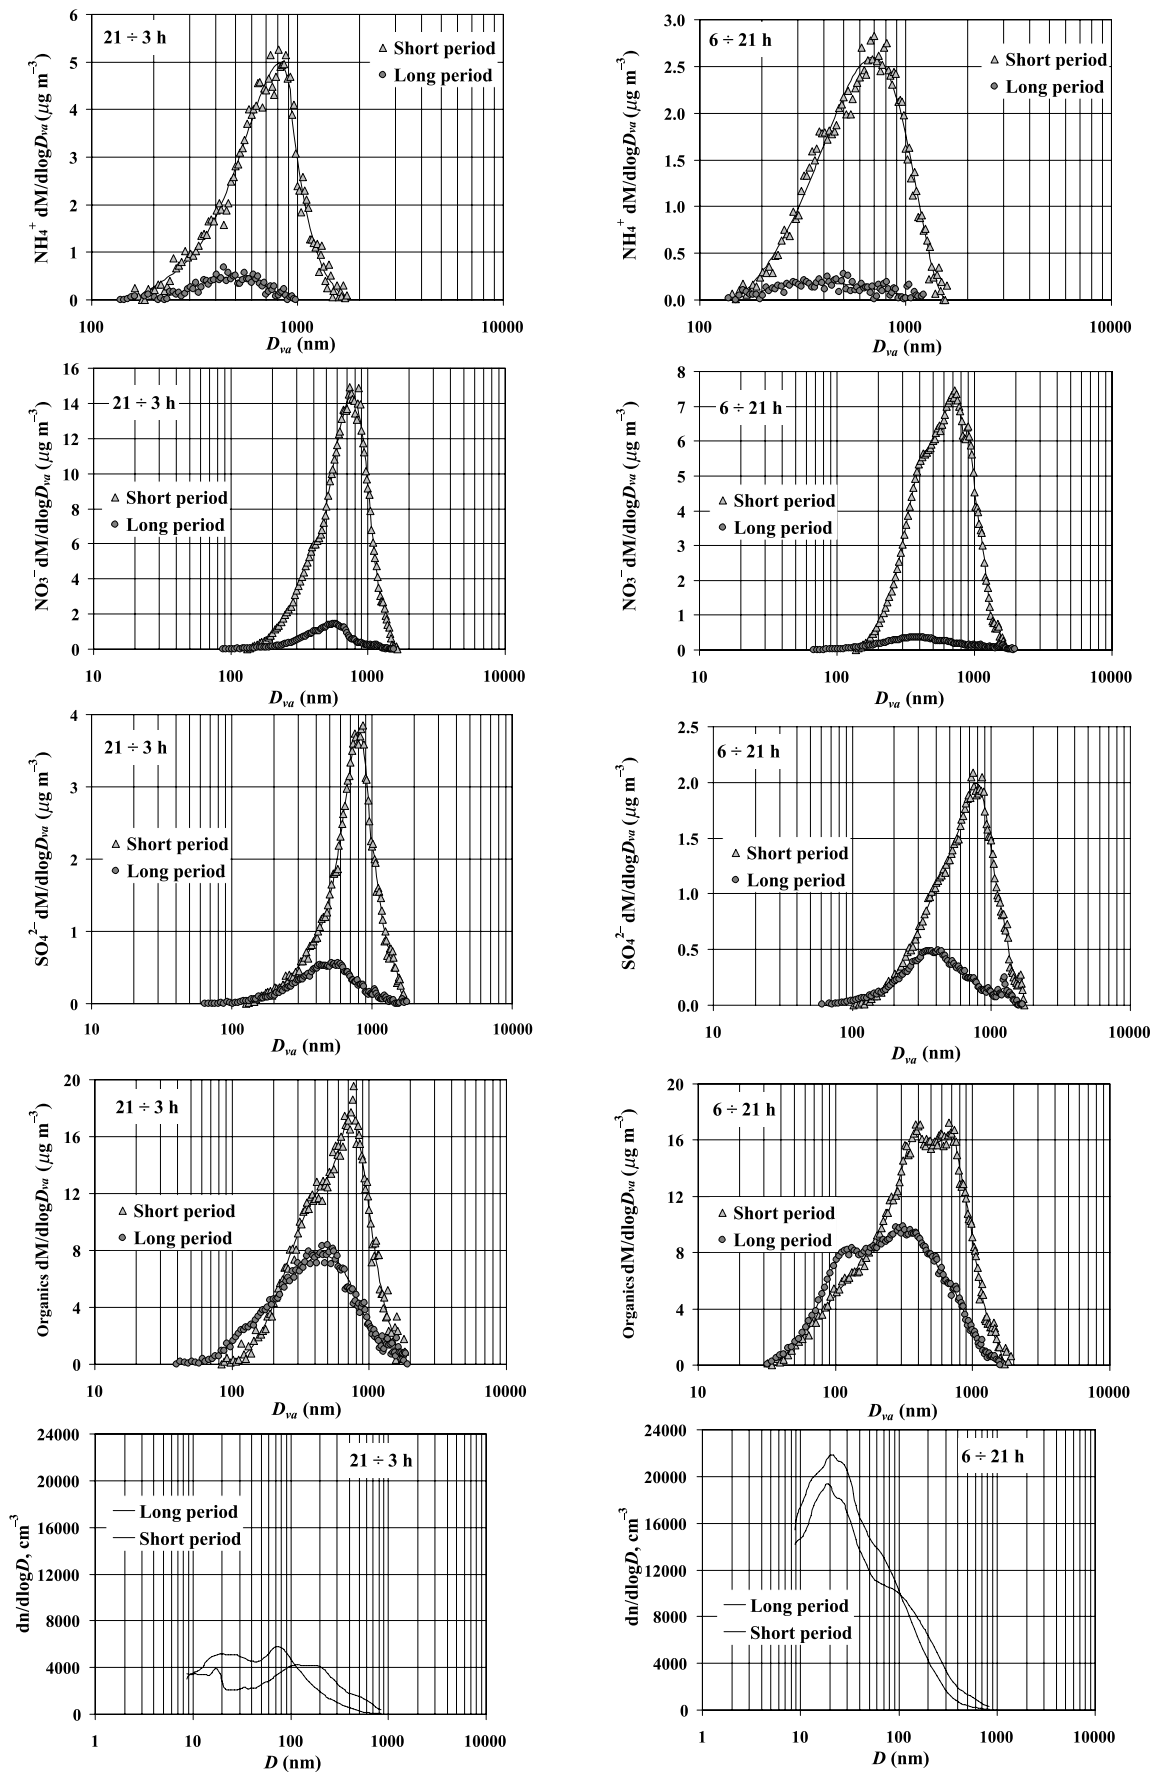 21 ÷ 3 h
Short period
Long period
NH₄⁺ dM/dlogDva (μg m⁻³)
6
5
4
3
2
1
0
100 1000 10000
Dva (nm)
6 ÷ 21 h
Short period
Long period
NH₄⁺ dM/dlogDva (μg m⁻³)
3.0
2.5
2.0
1.5
1.0
0.5
0.0
100 1000 10000
Dva (nm)
21 ÷ 3 h
Short period
Long period
NO₃⁻ dM/dlogDva (μg m⁻³)
16
14
12
10
8
6
4
2
0
10 100 1000 10000
Dva (nm)
6 ÷ 21 h
Short period
Long period
NO₃⁻ dM/dlogDva (μg m⁻³)
8
7
6
5
4
3
2
1
0
10 100 1000 10000
Dva (nm)
21 ÷ 3 h
Short period
Long period
SO₄²⁻ dM/dlogDva (μg m⁻³)
4
3
2
1
0
10 100 1000 10000
Dva (nm)
6 ÷ 21 h
Short period
Long period
SO₄²⁻ dM/dlogDva (μg m⁻³)
2.5
2.0
1.5
1.0
0.5
0.0
10 100 1000 10000
Dva (nm)
21 ÷ 3 h
Short period
Long period
Organics dM/dlogDva (μg m⁻³)
20
16
12
8
4
0
10 100 1000 10000
Dva (nm)
6 ÷ 21 h
Short period
Long period
Organics dM/dlogDva (μg m⁻³)
20
16
12
8
4
0
10 100 1000 10000
Dva (nm)
21 ÷ 3 h
Long period
Short period
dn/dlogD, cm⁻³
24000
20000
16000
12000
8000
4000
0
1 10 100 1000 10000
D (nm)
6 ÷ 21 h
Long period
Short period
dn/dlogD, cm⁻³
24000
20000
16000
12000
8000
4000
0
1 10 100 1000 10000
D (nm)